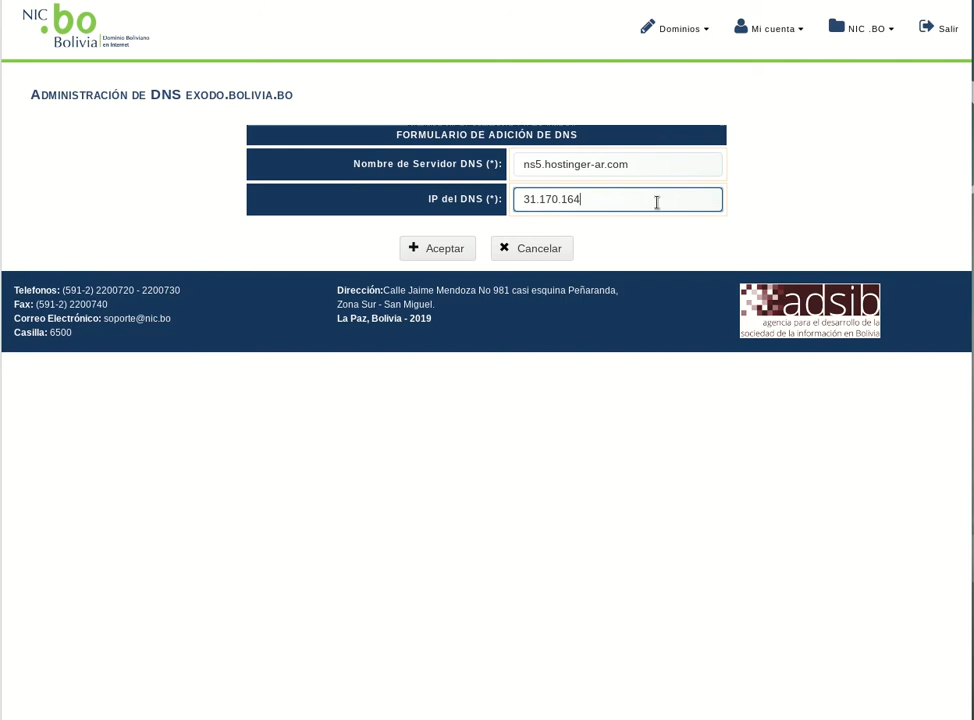 NIC
.bo
Bolivia
Dominio Boliviano
en Internet
Dominios
Mi cuenta
NIC .BO
Salir
Administración de DNS exodo.bolivia.bo
FORMULARIO DE ADICIÓN DE DNS
Nombre de Servidor DNS (*):
ns5.hostinger-ar.com
IP del DNS (*):
31.170.164
Aceptar
Cancelar
Telefonos: (591-2) 2200720 - 2200730
Fax: (591-2) 2200740
Correo Electrónico: soporte@nic.bo
Casilla: 6500
Dirección:Calle Jaime Mendoza No 981 casi esquina Peñaranda,
Zona Sur - San Miguel.
La Paz, Bolivia - 2019
adsib
agencia para el desarrollo de la
sociedad de la información en Bolivia